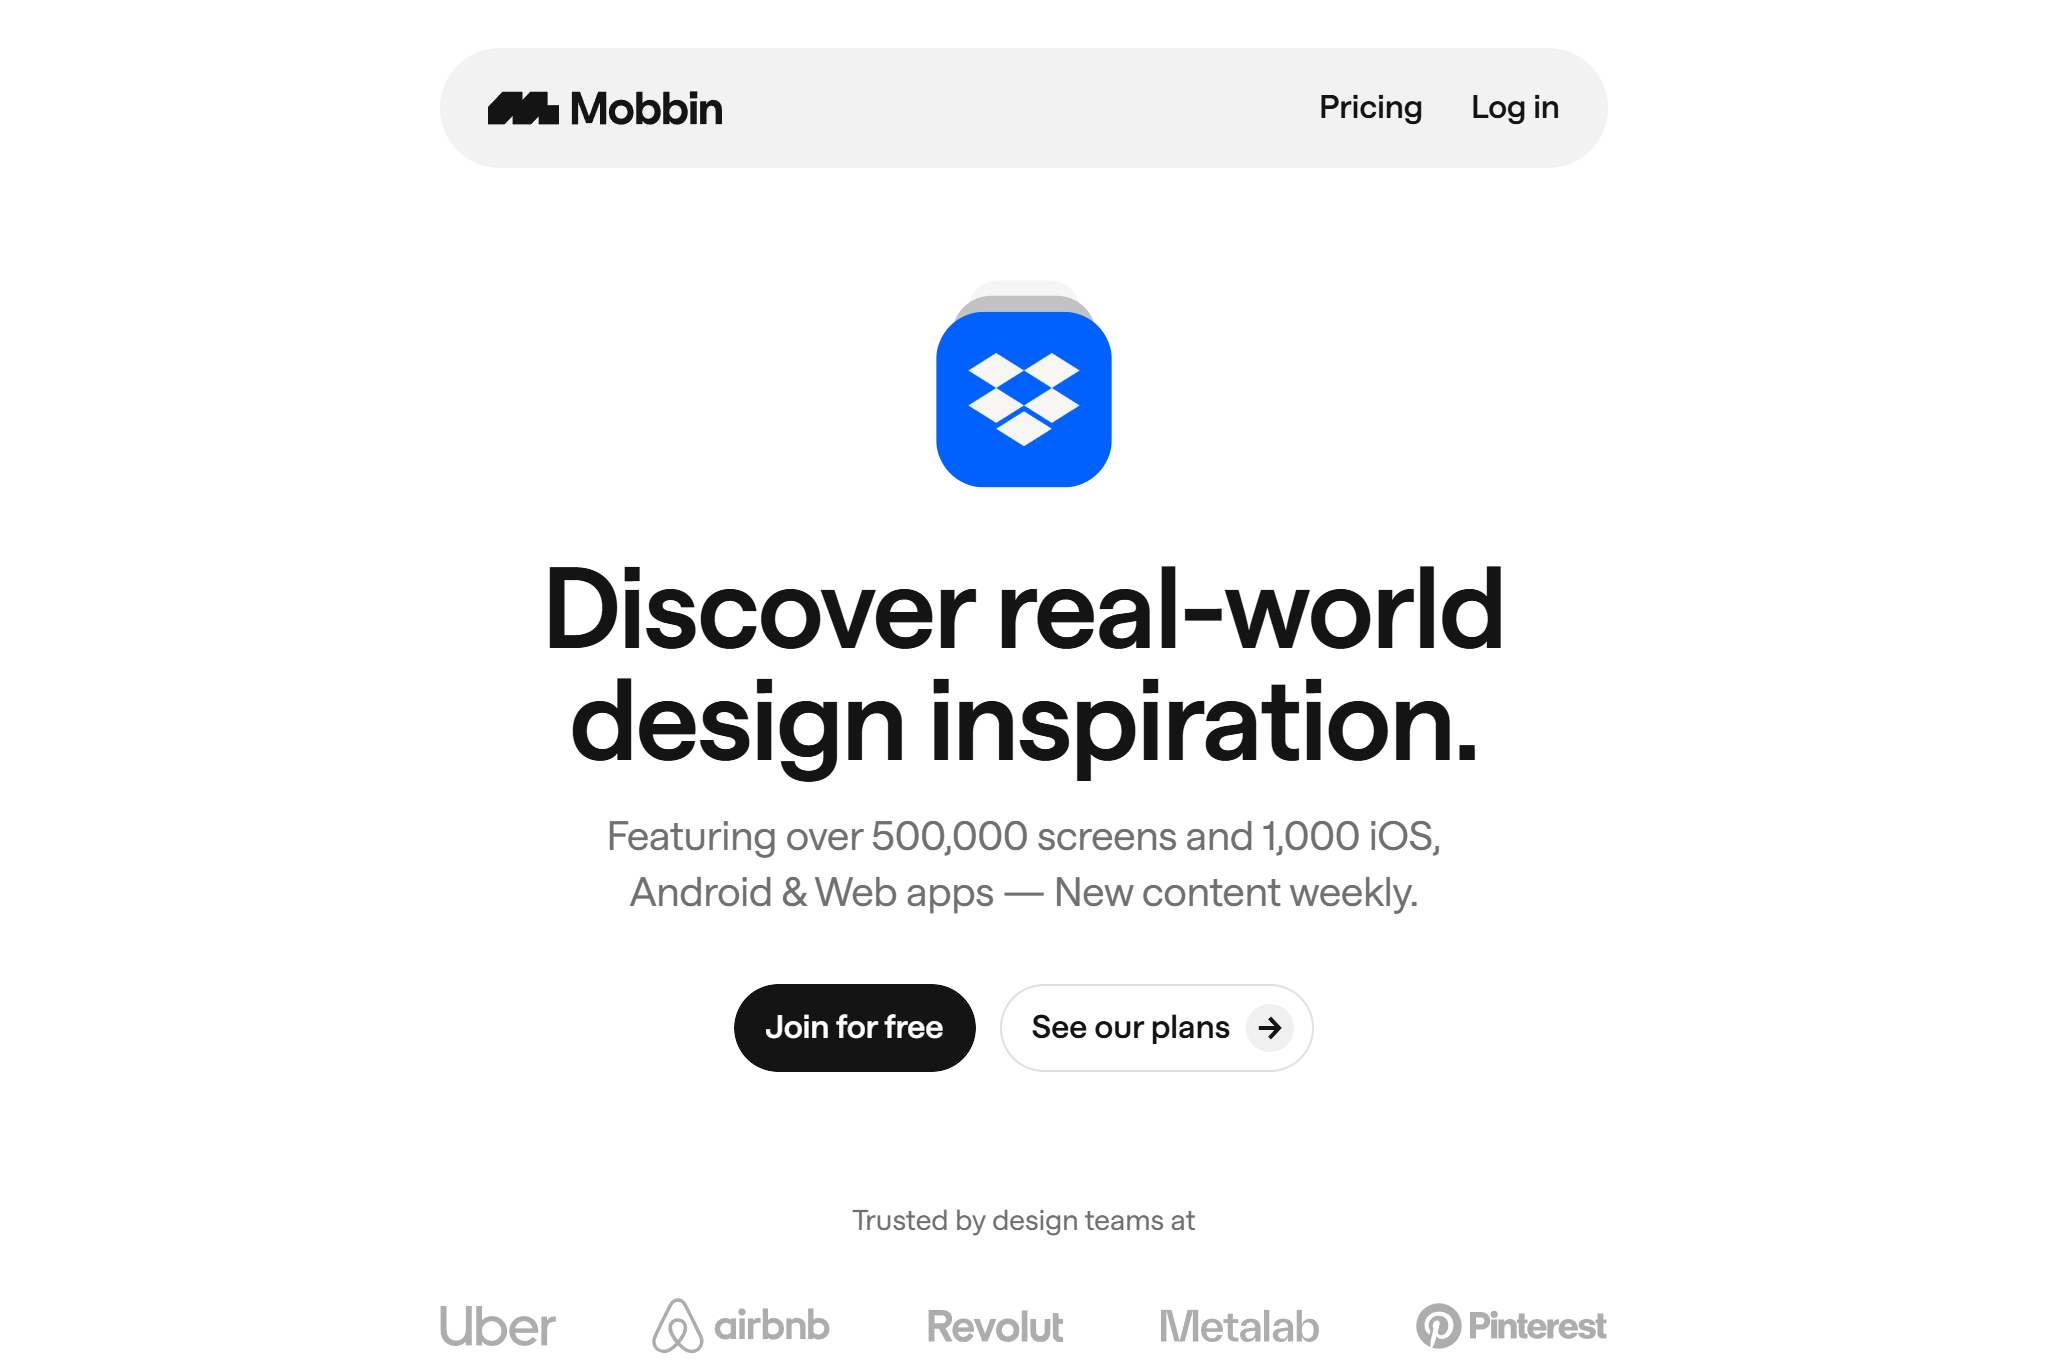 Mobbin
Pricing
Log in
Discover real-world
design inspiration.
Featuring over 500,000 screens and 1,000 iOS,
Android & Web apps — New content weekly.
Join for free
See our plans
Trusted by design teams at
Uber
airbnb
Revolut
Metalab
Pinterest